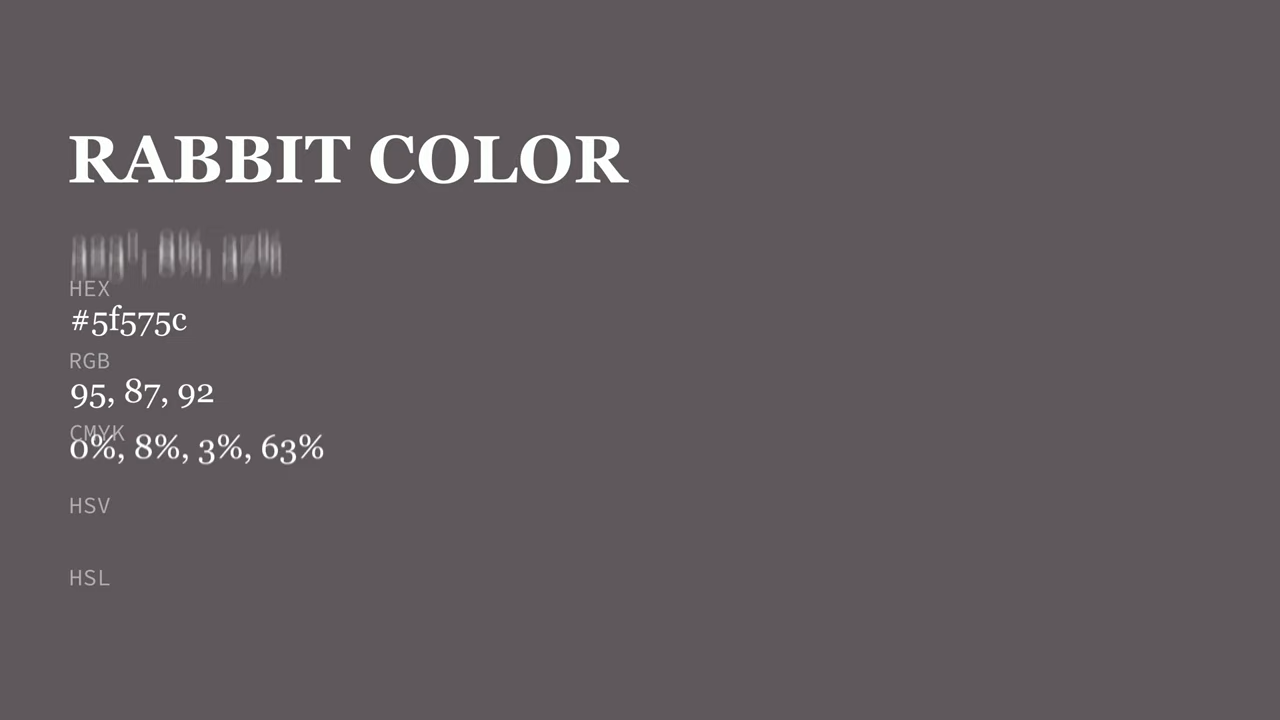 RABBIT COLOR
HEX
#5f575c
RGB
95, 87, 92
CMYK
0%, 8%, 3%, 63%
HSV
HSL